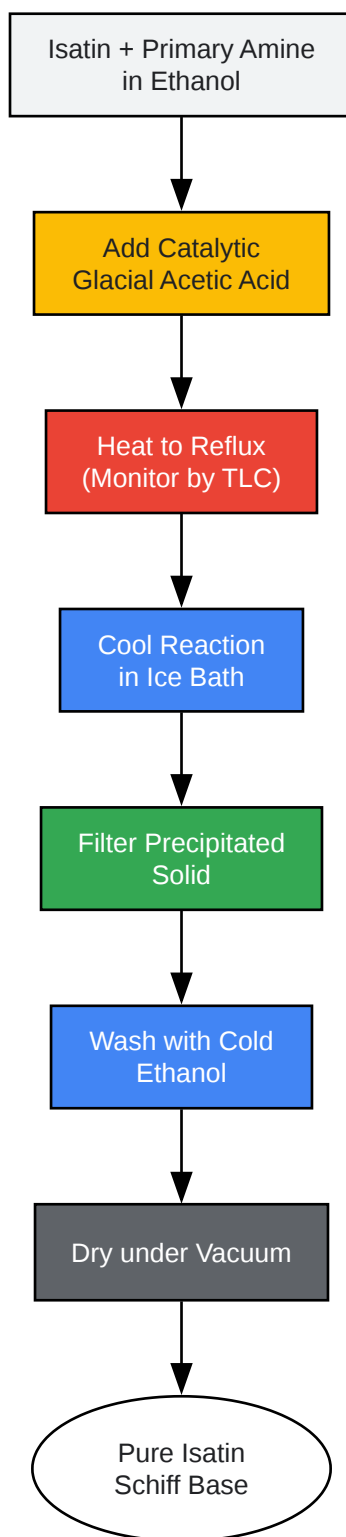 Isatin + Primary Amine
in Ethanol
Add Catalytic
Glacial Acetic Acid
Heat to Reflux
(Monitor by TLC)
Cool Reaction
in Ice Bath
Filter Precipitated
Solid
Wash with Cold
Ethanol
Dry under Vacuum
Pure Isatin
Schiff Base